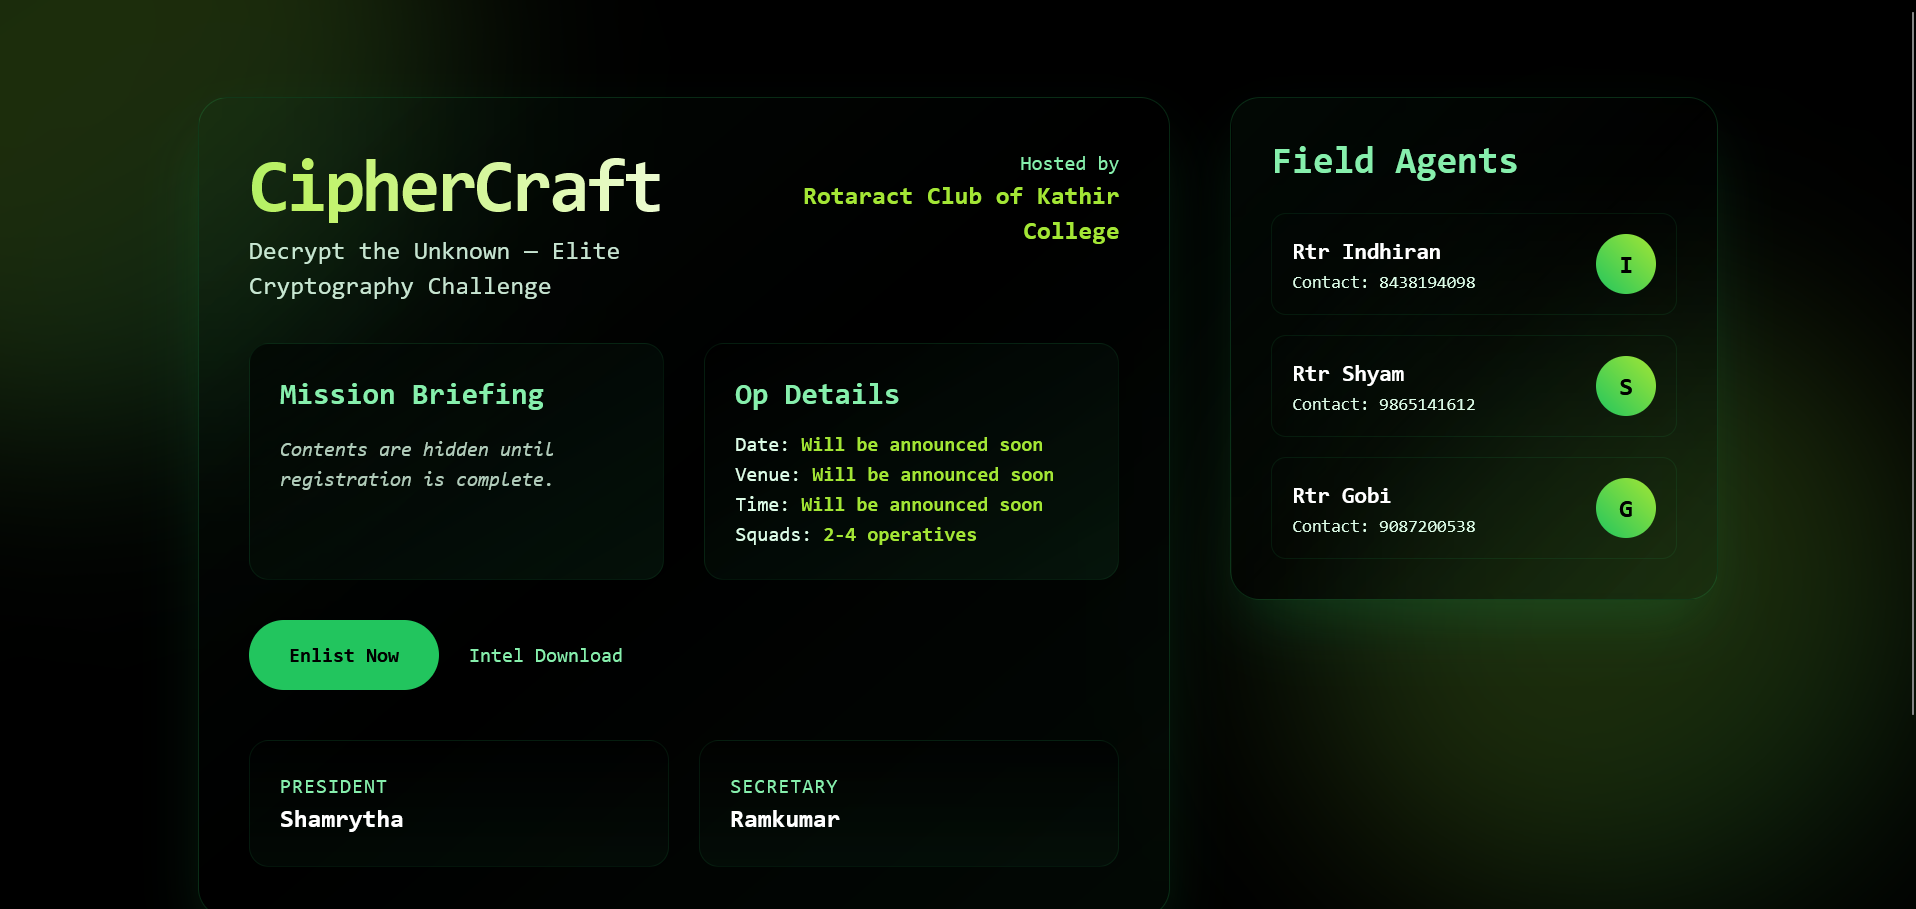 CipherCraft
Decrypt the Unknown — Elite
Cryptography Challenge
Hosted by
Rotaract Club of Kathir
College
Mission Briefing
Contents are hidden until
registration is complete.
Op Details
Date: Will be announced soon
Venue: Will be announced soon
Time: Will be announced soon
Squads: 2-4 operatives
Enlist Now
Intel Download
PRESIDENT
Shamrytha
SECRETARY
Ramkumar
Field Agents
Rtr Indhiran
Contact: 8438194098
I
Rtr Shyam
Contact: 9865141612
S
Rtr Gobi
Contact: 9087200538
G